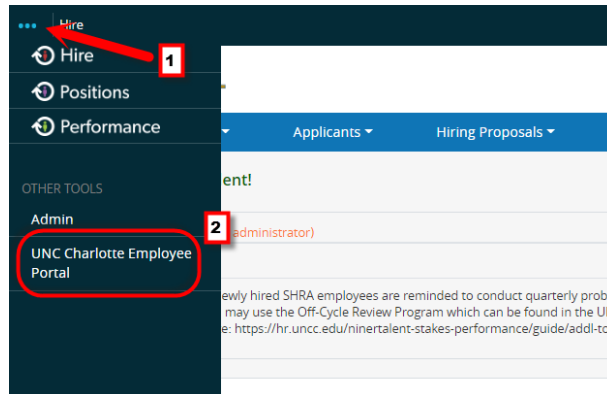 ••• Hire
1
Hire
Positions
Performance
Applicants Hiring Proposals
ent!
OTHER TOOLS
Admin
2
administrator)
UNC Charlotte Employee
Portal
ewly hired SHRA employees are reminded to conduct quarterly prob
may use the Off-Cycle Review Program which can be found in the U
e: https://hr.uncc.edu/ninertalent-stakes-performance/guide/addl-to